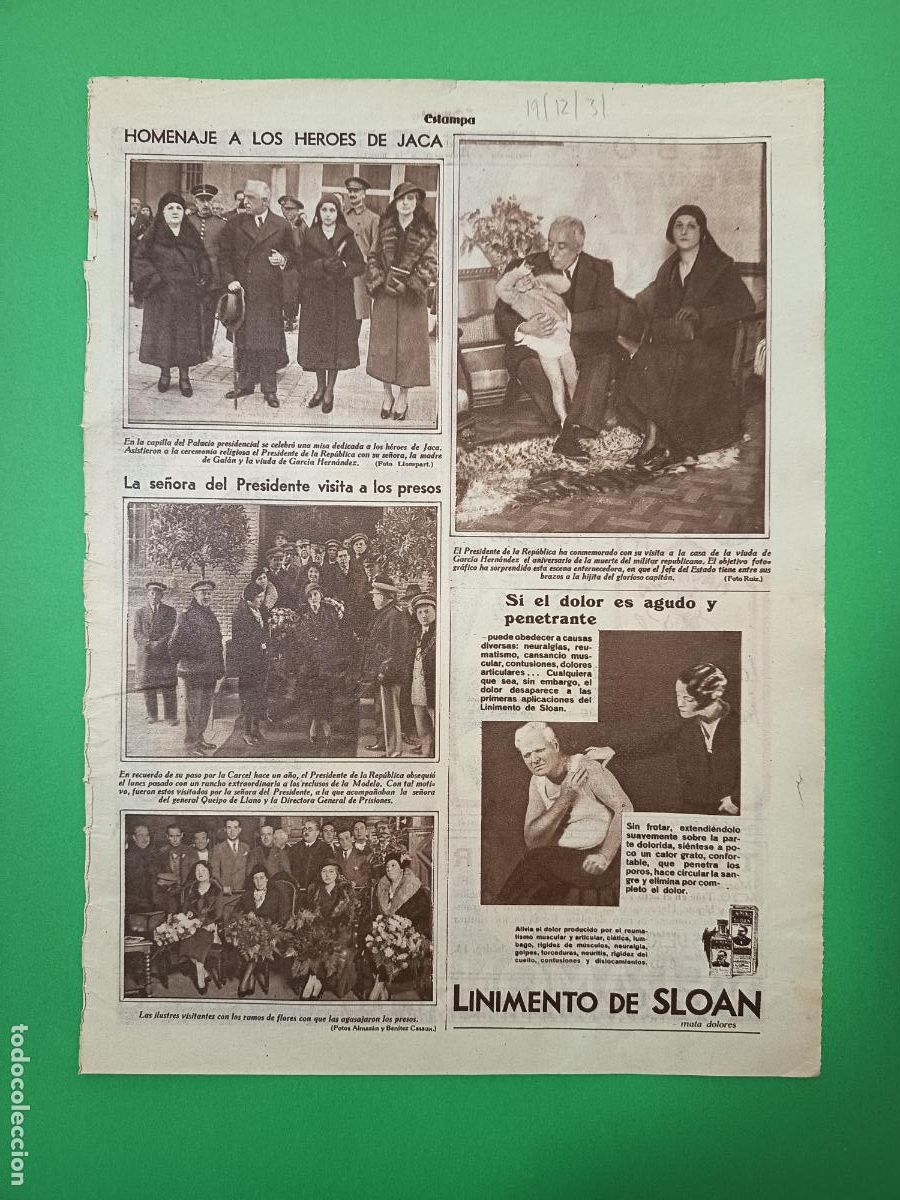 19/12/31
Estampa
HOMENAJE A LOS HEROES DE JACA
En la capilla del Palacio presidencial se celebró una misa dedicada a los héroes de Jaca.
Asistieron a la ceremonia religiosa el Presidente de la República con su señora, la madre
de Galán y la viuda de García Hernández. (Foto Llompart.)
La señora del Presidente visita a los presos
En recuerdo de su paso por la Carcel hace un año, el Presidente de la República obsequió
el lunes pasado con un rancho extraordinario a los reclusos de la Modelo. Con tal moti-
vo, fueron estos visitados por la señora del Presidente, a la que acompañaban la señora
del general Queipo de Llano y la Directora General de Prisiones.
Las ilustres visitantes con los ramos de flores con que las agasajaron los presos.
(Fotos Almazán y Benítez Casaux.)
El Presidente de la República ha conmemorado con su visita a la casa de la viuda de
García Hernández el aniversario de la muerte del militar republicano. El objetivo foto-
gráfico ha sorprendido esta escena enternecedora, en que el Jefe del Estado tiene entre sus
brazos a la hijita del glorioso capitán. (Foto Ruiz.)
Si el dolor es agudo y
penetrante
-puede obedecer a causas
diversas: neuralgias, reu-
matismo, cansancio mus-
cular, contusiones, dolores
articulares... Cualquiera
que sea, sin embargo, el
dolor desaparece a las
primeras aplicaciones del
Linimento de Sloan.
Sin frotar, extendiéndolo
suavemente sobre la par-
te dolorida, siéntese a po-
co un calor grato, confor-
table, que penetra los
poros, hace circular la san-
gre y elimina por com-
pleto el dolor.
Alivia el dolor producido por el reuma-
tismo muscular y articular, ciática, lum-
bago, rigidez de músculos, neuralgia,
golpes, torceduras, neuritis, rigidez del
cuello, contusiones y dislocamientos.
SLOAN
LINIMENTO DE SLOAN
- mata dolores
todocoleccion